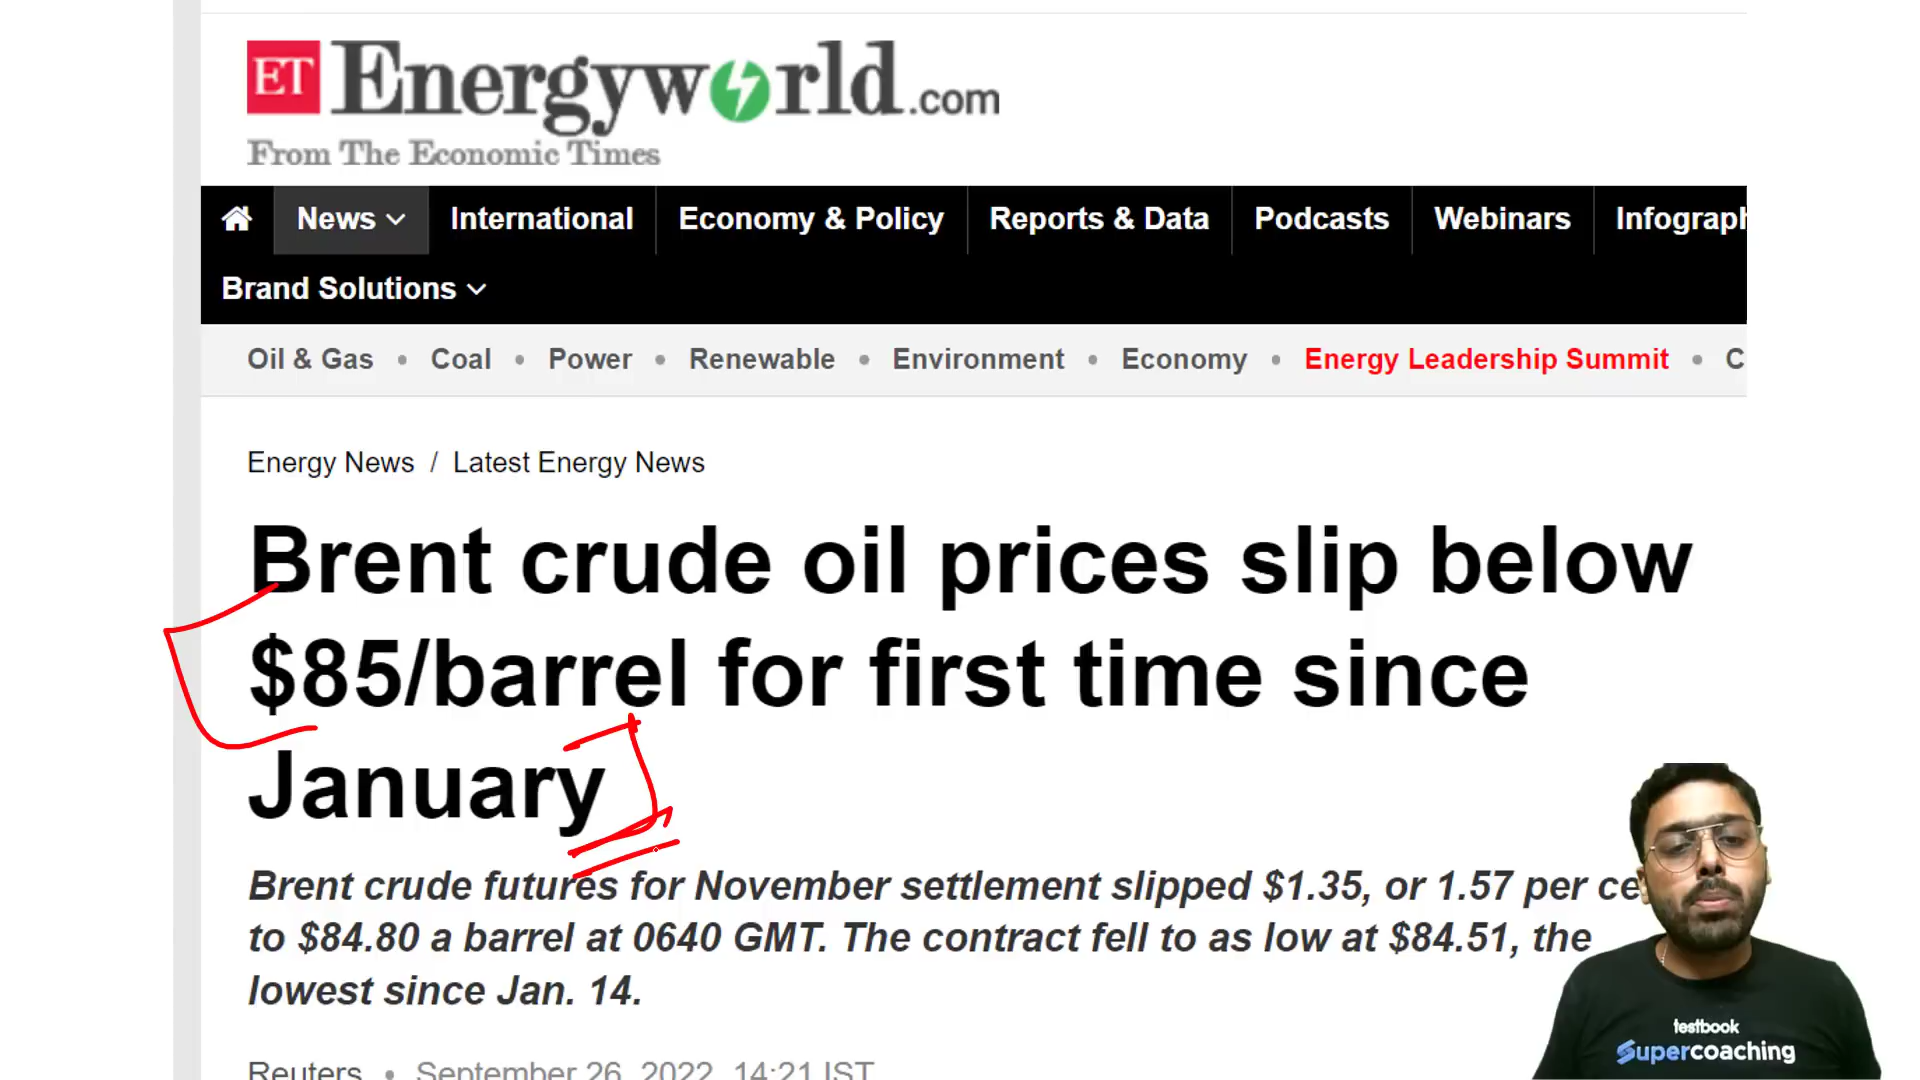 ET Energyworld.com
From The Economic Times
News International Economy & Policy Reports & Data Podcasts Webinars Infograph
Brand Solutions
Oil & Gas • Coal • Power • Renewable • Environment • Economy • Energy Leadership Summit • C
Energy News / Latest Energy News
Brent crude oil prices slip below
$85/barrel for first time since
January
Brent crude futures for November settlement slipped $1.35, or 1.57 per ce
to $84.80 a barrel at 0640 GMT. The contract fell to as low at $84.51, the
lowest since Jan. 14.
Reuters • September 26, 2022, 14:21 IST
testbook
Supercoaching